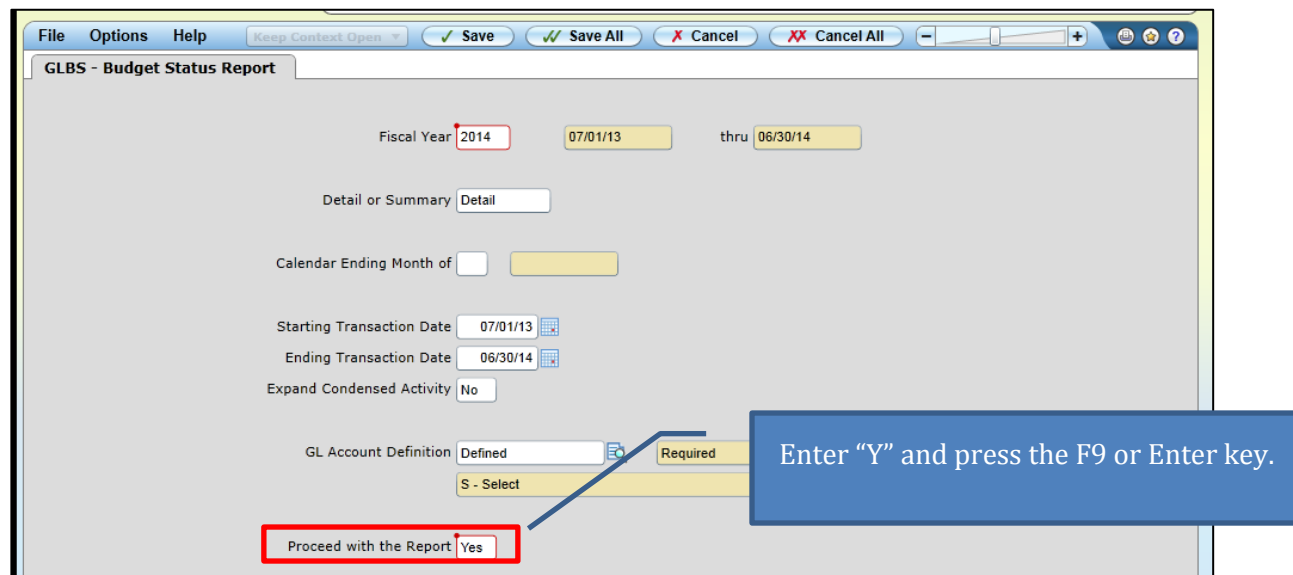 File Options Help Keep Context Open Save Save All Cancel Cancel All - +
GLBS - Budget Status Report
Fiscal Year 2014 07/01/13 thru 06/30/14
Detail or Summary Detail
Calendar Ending Month of
Starting Transaction Date 07/01/13
Ending Transaction Date 06/30/14
Expand Condensed Activity No
GL Account Definition Defined Required
Enter “Y” and press the F9 or Enter key.
S - Select
Proceed with the Report Yes